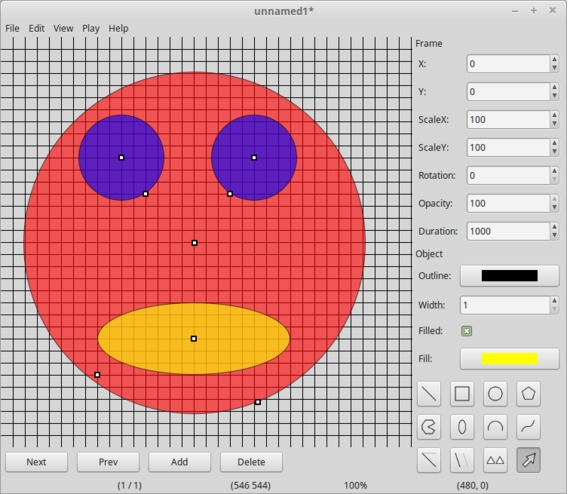 unnamed1*
File Edit View Play Help
Frame
X: 0
Y: 0
ScaleX: 100
ScaleY: 100
Rotation: 0
Opacity: 100
Duration: 1000
Object
Outline:
Width: 1
Filled:
Fill:
Next Prev Add Delete
(1 / 1) (546 544) 100% (480, 0)